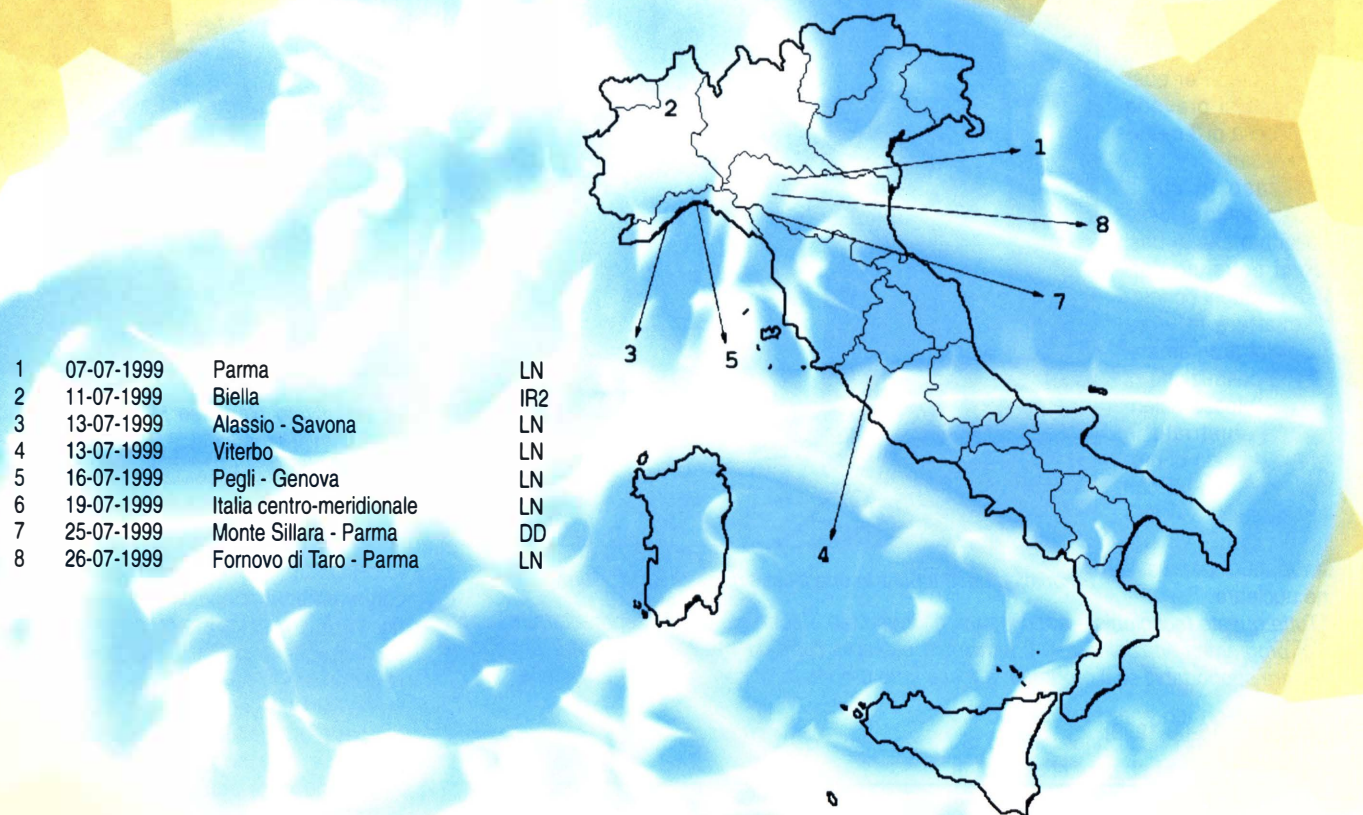 2
1
8
7
3
5
4
1 07-07-1999 Parma LN
2 11-07-1999 Biella IR2
3 13-07-1999 Alassio - Savona LN
4 13-07-1999 Viterbo LN
5 16-07-1999 Pegli - Genova LN
6 19-07-1999 Italia centro-meridionale LN
7 25-07-1999 Monte Sillara - Parma DD
8 26-07-1999 Fornovo di Taro - Parma LN